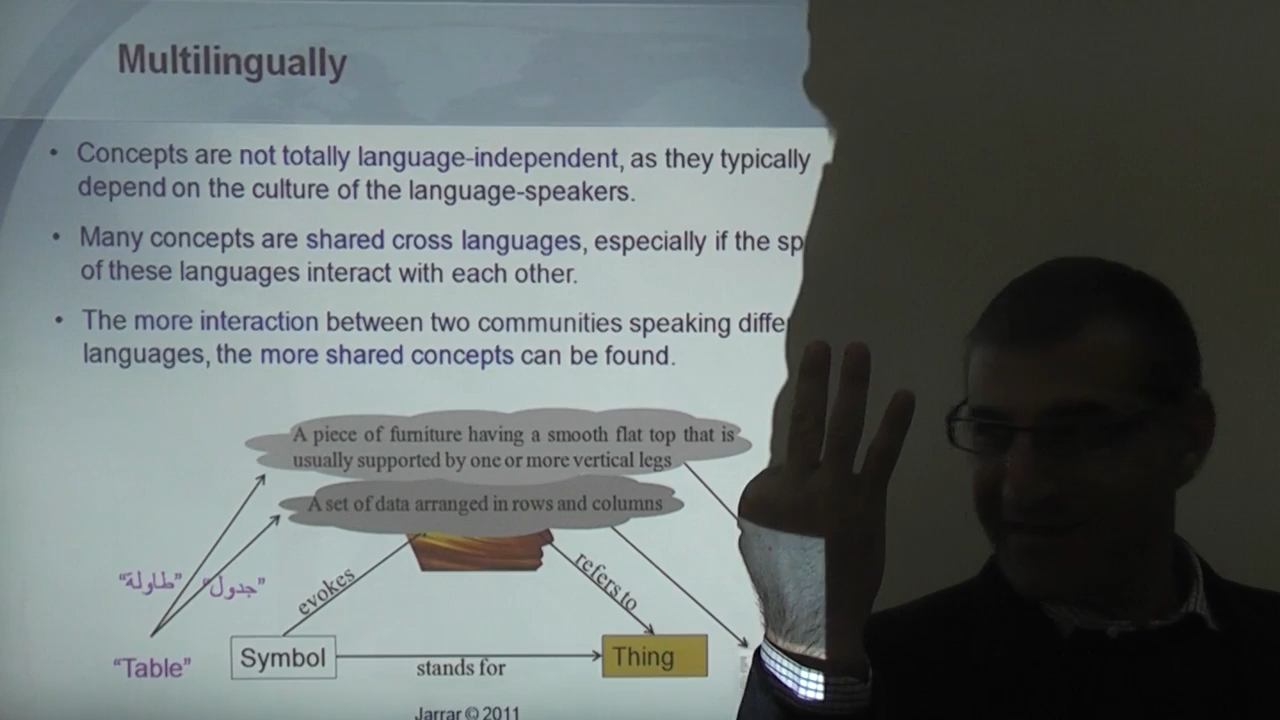 Multilingually
• Concepts are not totally language-independent, as they typically
depend on the culture of the language-speakers.
• Many concepts are shared cross languages, especially if the sp
of these languages interact with each other.
• The more interaction between two communities speaking diffe
languages, the more shared concepts can be found.
A piece of furniture having a smooth flat top that is
usually supported by one or more vertical legs
A set of data arranged in rows and columns
“طاولة” “جدول”
evokes
refers to
“Table”
Symbol
stands for
Thing
Jarrar © 2011